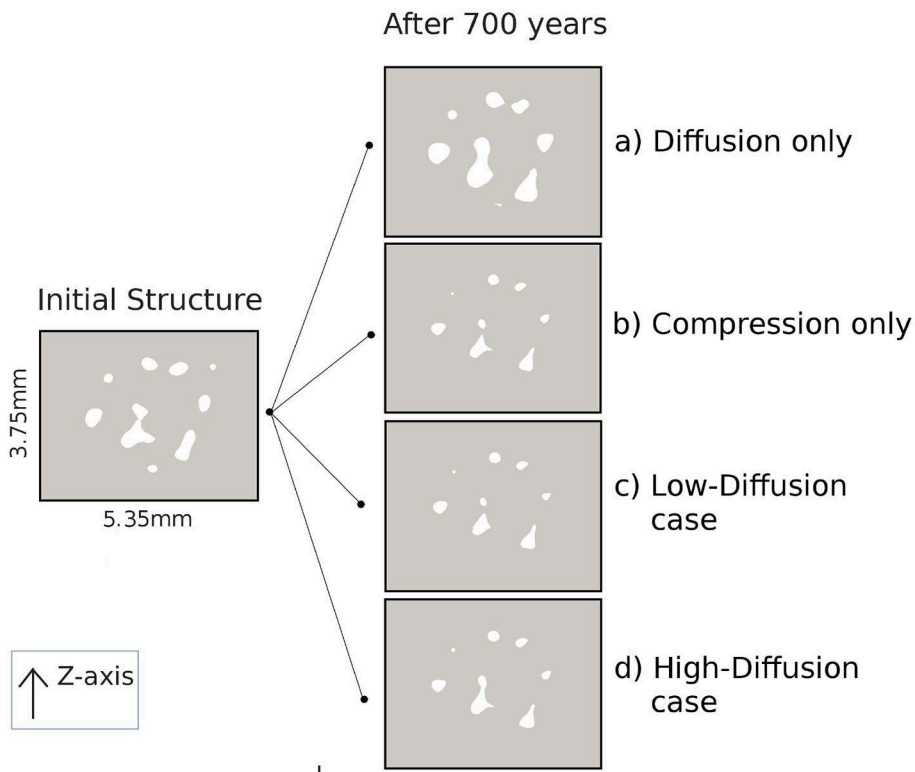 After 700 years
a) Diffusion only
Initial Structure
b) Compression only
3.75mm
5.35mm
c) Low-Diffusion
case
Z-axis
d) High-Diffusion
case